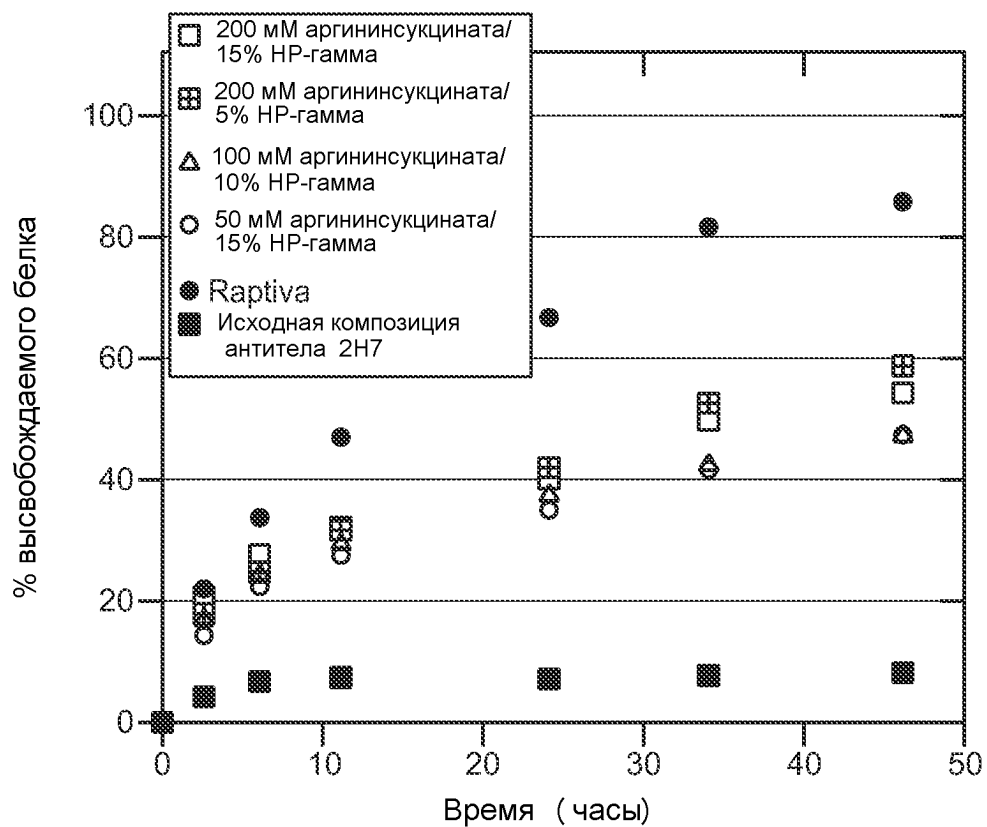 200 мМ аргининсукцината/
15% HP-гамма
200 мМ аргининсукцината/
5% HP-гамма
100 мМ аргининсукцината/
10% HP-гамма
50 мМ аргининсукцината/
15% HP-гамма
Raptiva
Исходная композиция
антитела 2H7
% высвобождаемого белка
100
80
60
40
20
0
0 10 20 30 40 50
Время ( часы)